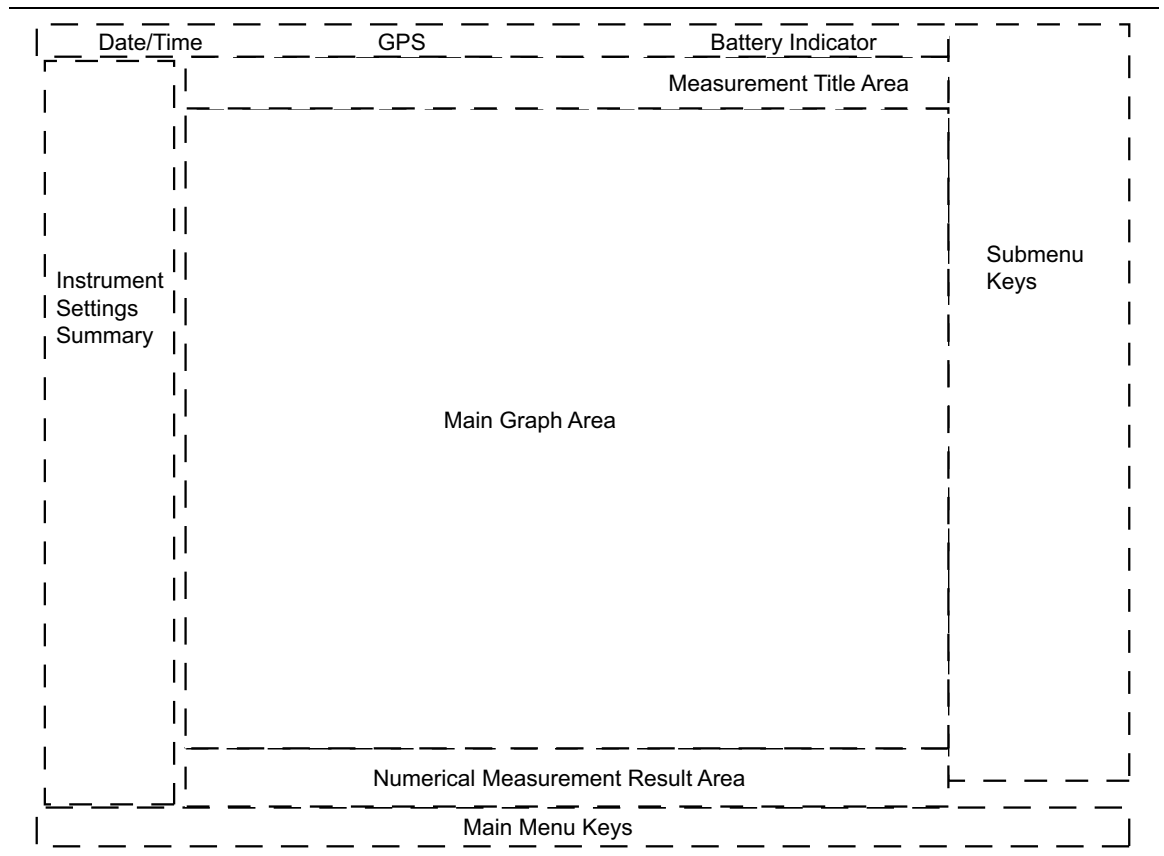 Date/Time GPS Battery Indicator
Measurement Title Area
Instrument
Settings
Summary
Main Graph Area
Submenu
Keys
Numerical Measurement Result Area
Main Menu Keys